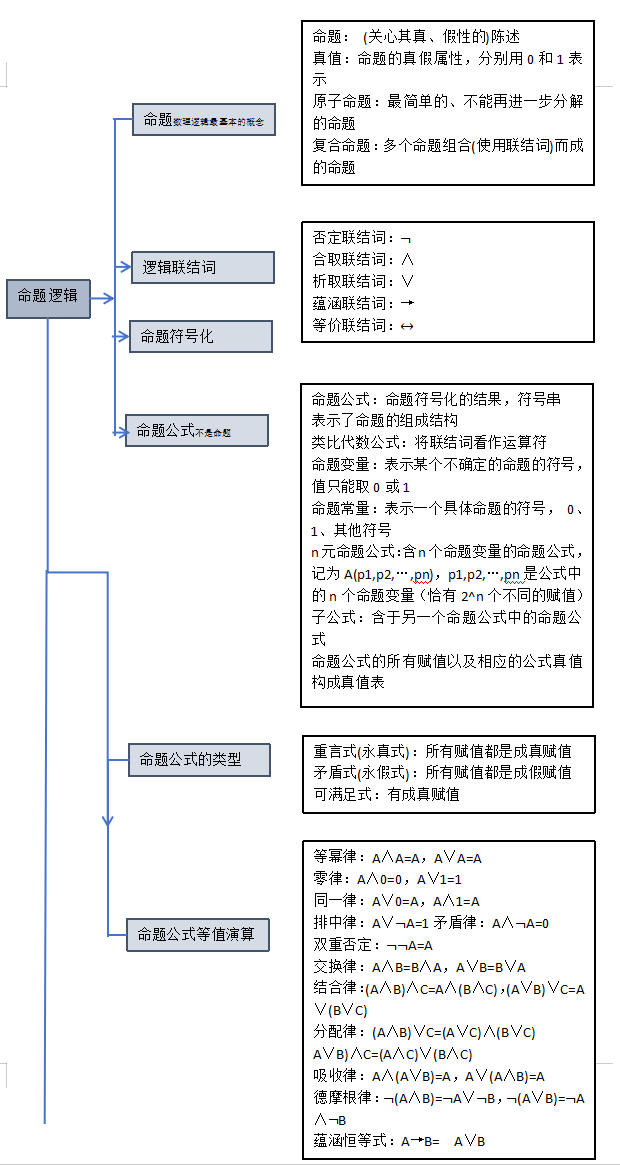 命题： (关心其真、假性的)陈述
真值：命题的真假属性，分别用 0 和 1 表
示
原子命题：最简单的、不能再进一步分解
的命题
复合命题：多个命题组合(使用联结词)而成
的命题
命题数理逻辑最基本的概念
否定联结词：¬
合取联结词：∧
析取联结词：∨
蕴涵联结词：→
等价联结词：↔
逻辑联结词
命题逻辑
命题符号化
命题公式不是命题
命题公式：命题符号化的结果，符号串
表示了命题的组成结构
类比代数公式：将联结词看作运算符
命题变量：表示某个不确定的命题的符号，
值只能取 0 或 1
命题常量：表示一个具体命题的符号， 0、
1、其他符号
n 元命题公式:含 n 个命题变量的命题公式，
记为 A(p1,p2,…,pn)，p1,p2,…,pn 是公式中
的 n 个命题变量（恰有 2^n 个不同的赋值）
子公式：含于另一个命题公式中的命题公
式
命题公式的所有赋值以及相应的公式真值
构成真值表
命题公式的类型
重言式(永真式)：所有赋值都是成真赋值
矛盾式(永假式)：所有赋值都是成假赋值
可满足式：有成真赋值
命题公式等值演算
等幂律：A∧A=A，A∨A=A
零律：A∧0=0，A∨1=1
同一律：A∨0=A，A∧1=A
排中律：A∨¬A=1 矛盾律：A∧¬A=0
双重否定：¬¬A=A
交换律：A∧B=B∧A，A∨B=B∨A
结合律:(A∧B)∧C=A∧(B∧C),(A∨B)∨C=A
∨(B∨C)
分配律：(A∧B)∨C=(A∨C)∧(B∨C)
A∨B)∧C=(A∧C)∨(B∧C)
吸收律：A∧(A∨B)=A，A∨(A∧B)=A
德摩根律:¬(A∧B)=¬A∨¬B,¬(A∨B)=¬A
∧¬B
蕴涵恒等式：A→B= A∨B